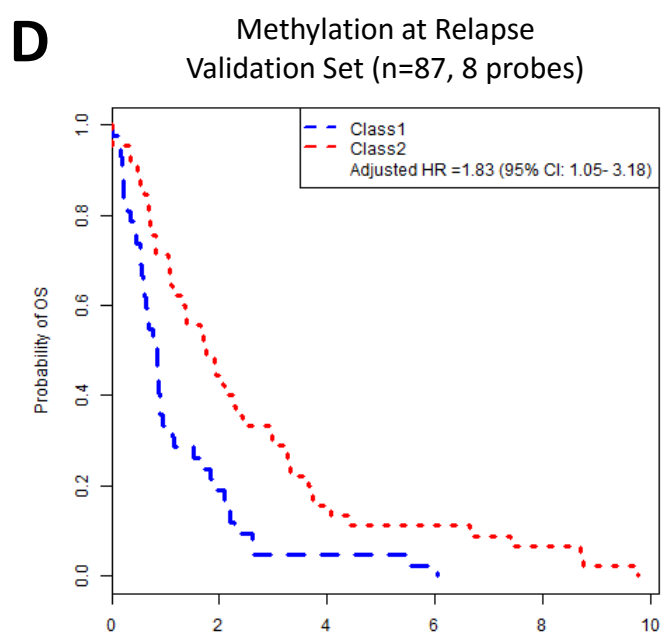 D
Methylation at Relapse
Validation Set (n=87, 8 probes)
Class1
Class2
Adjusted HR =1.83 (95% CI: 1.05- 3.18)
Probability of OS
1.0
0.8
0.6
0.4
0.2
0.0
0 2 4 6 8 10